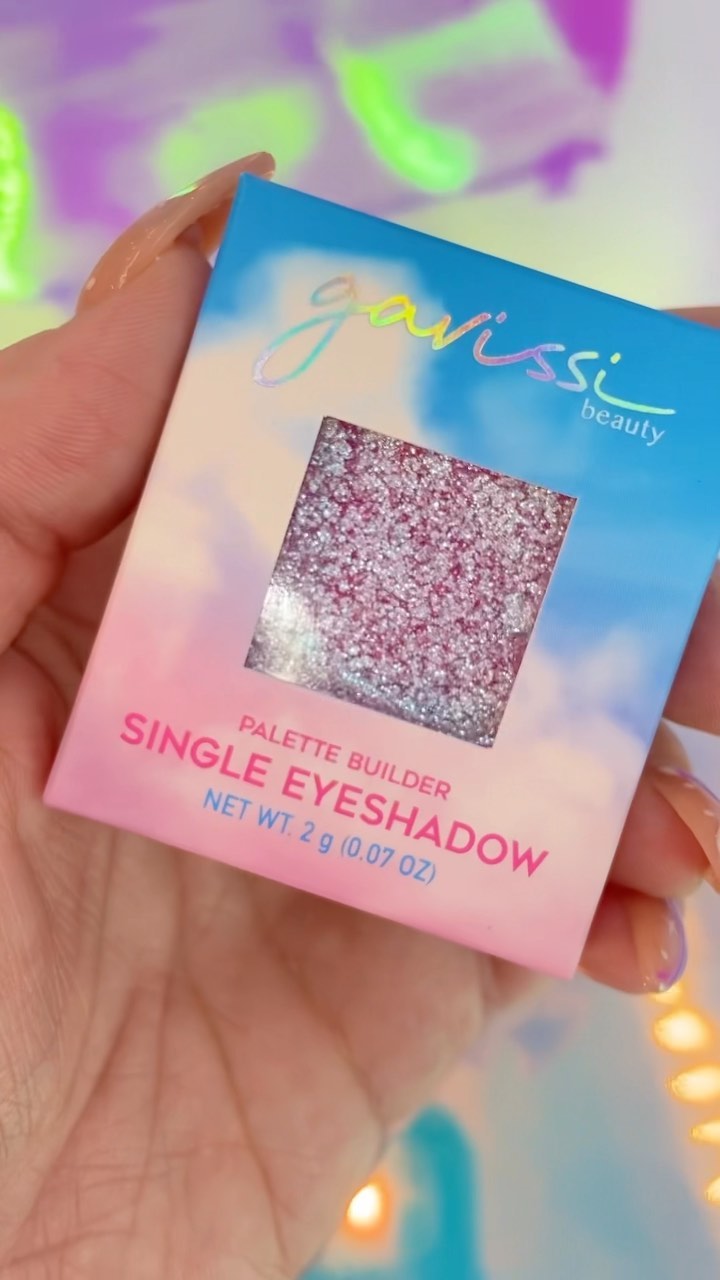 gavissi
beauty
PALETTE BUILDER
SINGLE EYESHADOW
NET WT. 2 g (0.07 OZ)